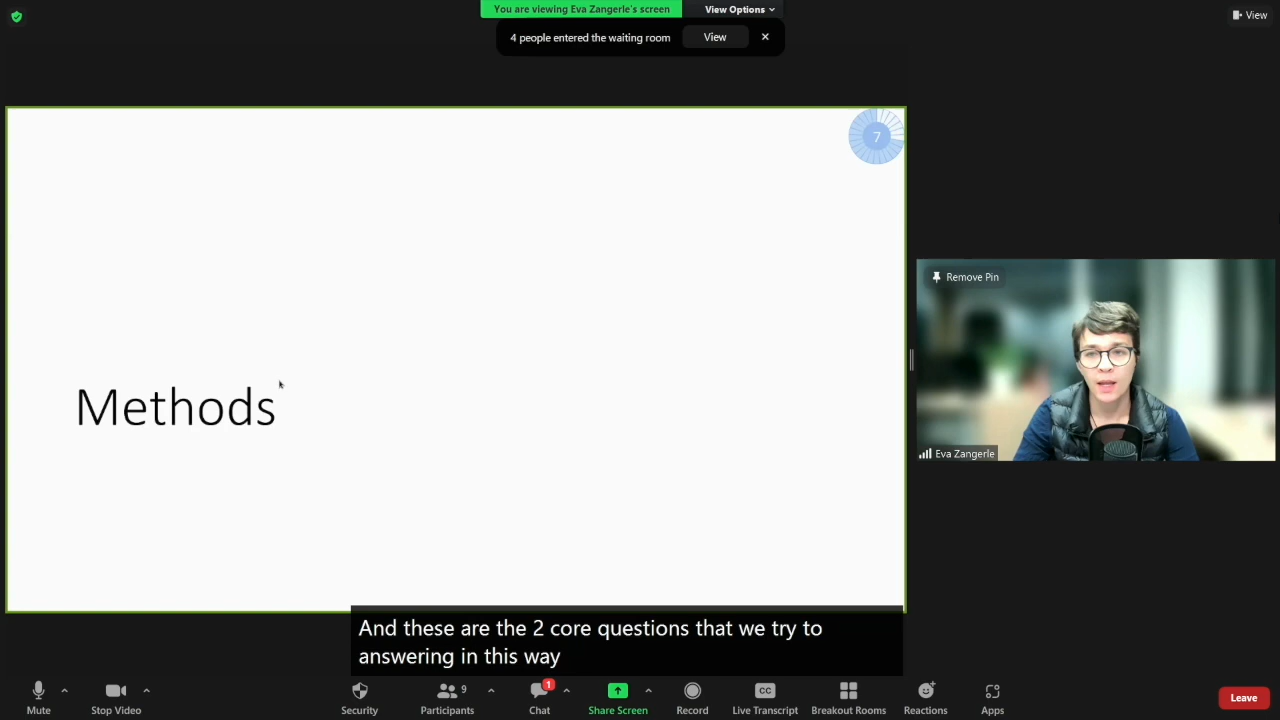 You are viewing Eva Zangerle's screen
View Options
View
4 people entered the waiting room
View
7
Methods
Remove Pin
Eva Zangerle
And these are the 2 core questions that we try to
answering in this way
Mute
Stop Video
Security
9
Participants
1
Chat
Share Screen
Record
CC
Live Transcript
Breakout Rooms
Reactions
Apps
Leave